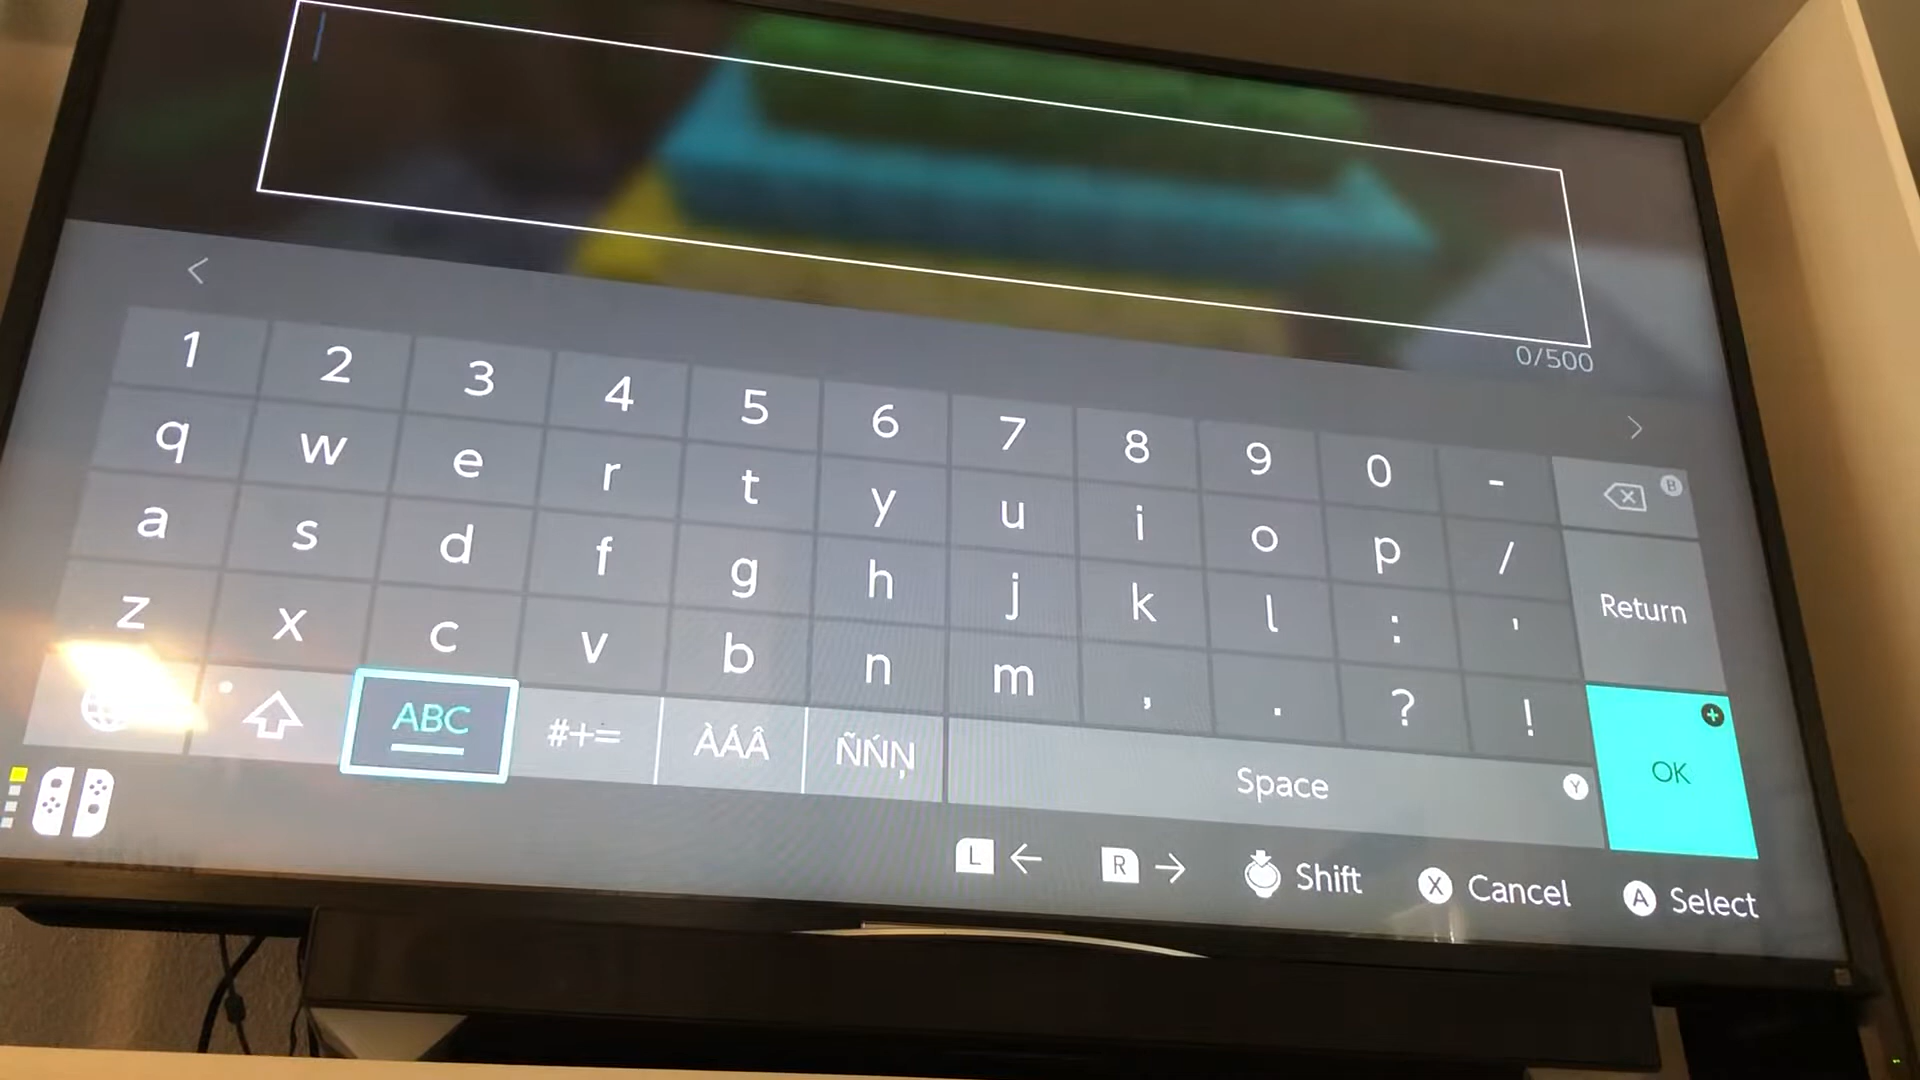 0/500
1 2 3 4 5 6 7 8 9 0 -
q w e r t y u i o p /
B
a s d f g h j k l : '
Return
z x c v b n m , . ? !
ABC #+= ÀÁÂ ÑŃŅ Space Y OK +
L ← R → Shift X Cancel A Select